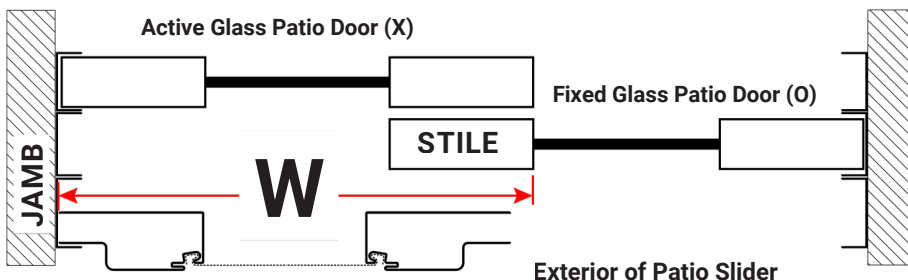 Active Glass Patio Door (X)
Fixed Glass Patio Door (O)
STILE
JAMB
W
Exterior of Patio Slider